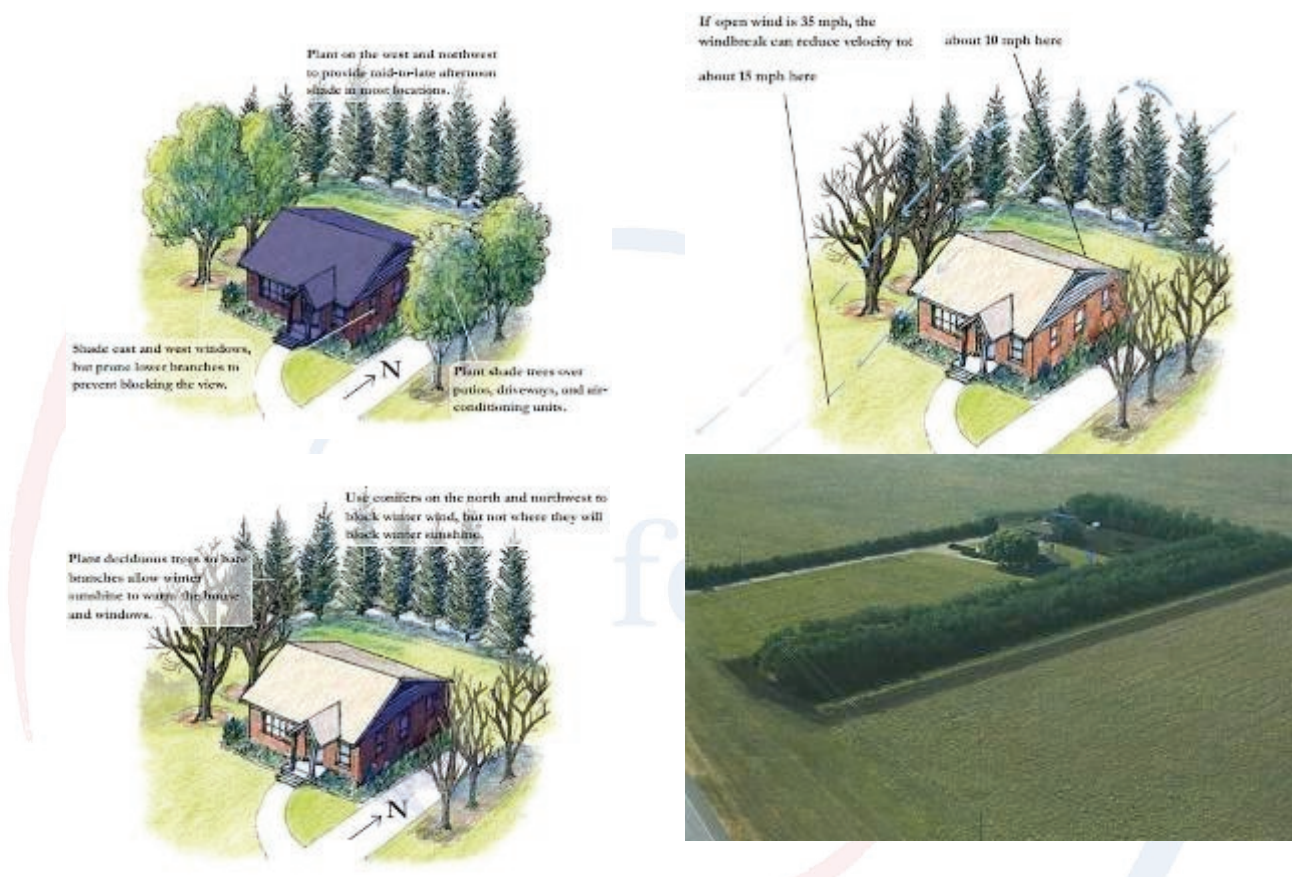 Plant on the west and northwest
to provide mid-to-late afternoon
shade in most locations.
Shade east and west windows,
but prune lower branches to
prevent blocking the view.
N
Plant shade trees over
patios, driveways, and air-
conditioning units.
If open wind is 35 mph, the
windbreak can reduce velocity to:
about 15 mph here
about 10 mph here
Use conifers on the north and northwest to
block winter wind, but not where they will
block winter sunshine.
Plant deciduous trees so bare
branches allow winter
sunshine to warm the house
and windows.
N